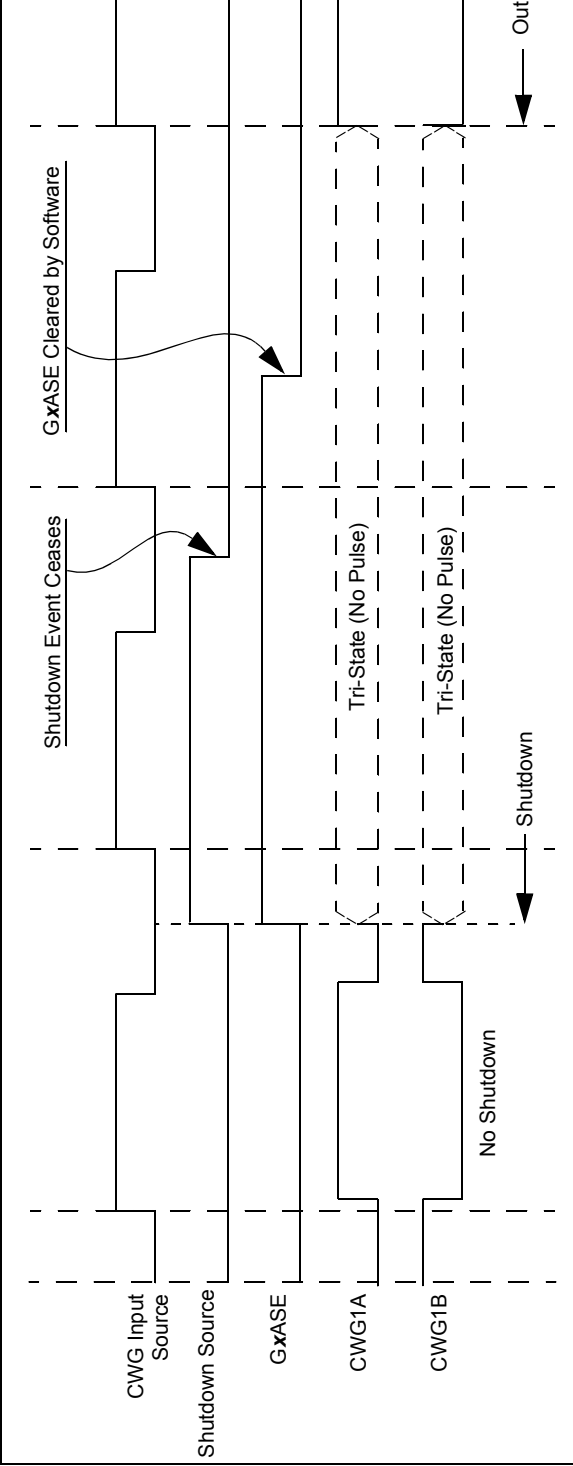 CWG Input
Source
Shutdown Source
GxASE
CWG1A
CWG1B
Shutdown Event Ceases
GxASE Cleared by Software
Tri-State (No Pulse)
Tri-State (No Pulse)
No Shutdown
Shutdown
Out